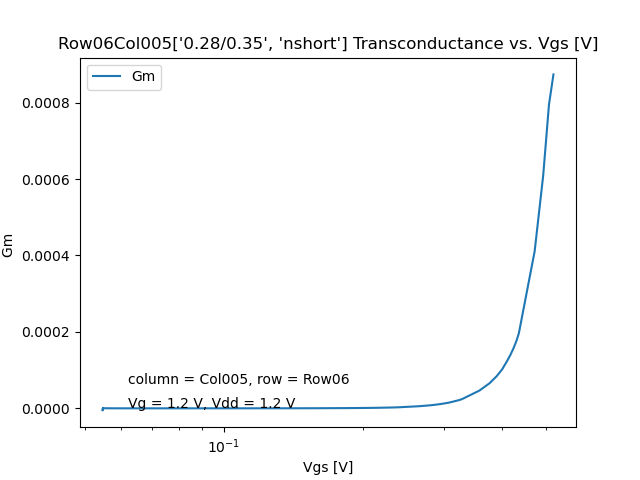 Row06Col005['0.28/0.35', 'nshort'] Transconductance vs. Vgs [V]
Gm
0.0008
0.0006
0.0004
0.0002
0.0000
Gm
column = Col005, row = Row06
Vg = 1.2 V, Vdd = 1.2 V
10⁻¹
Vgs [V]